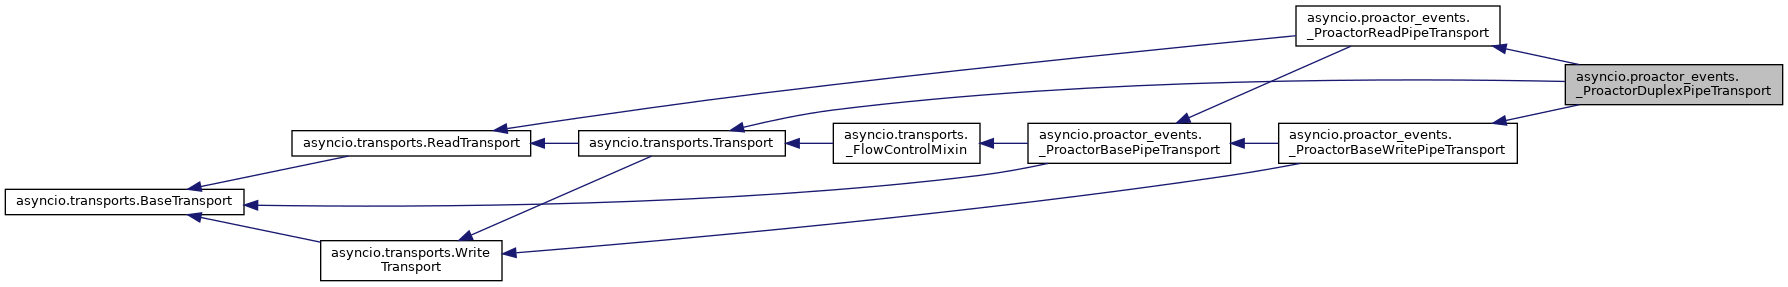 asyncio.proactor_events.
_ProactorReadPipeTransport
asyncio.proactor_events.
_ProactorDuplexPipeTransport
asyncio.transports.ReadTransport
asyncio.transports.Transport
asyncio.transports.
_FlowControlMixin
asyncio.proactor_events.
_ProactorBasePipeTransport
asyncio.proactor_events.
_ProactorBaseWritePipeTransport
asyncio.transports.BaseTransport
asyncio.transports.Write
Transport